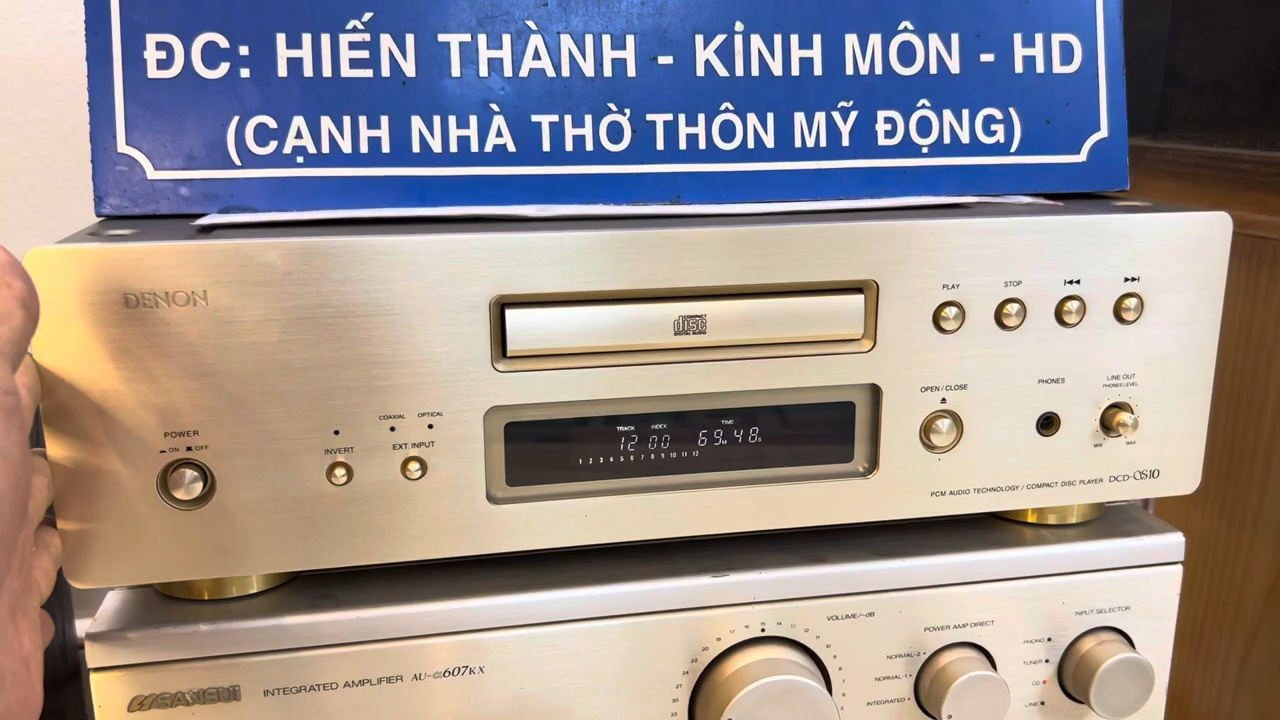 ĐC: HIẾN THÀNH - KINH MÔN - HD
(CẠNH NHÀ THỜ THÔN MỸ ĐỘNG)
DENON
COMPACT
disc
DIGITAL AUDIO
PLAY STOP
OPEN / CLOSE
PHONES
LINE OUT
PHONES LEVEL
MIN MAX
POWER
ON OFF
INVERT
COAXIAL OPTICAL
EXT. INPUT
TRACK INDEX TIME
12 00 69M 48S
1 2 3 4 5 6 7 8 9 10 11 12
PCM AUDIO TECHNOLOGY / COMPACT DISC PLAYER DCD-S10
SANSUI
INTEGRATED AMPLIFIER AU-α607KX
VOLUME/-dB
POWER AMP DIRECT
NORMAL-2
NORMAL-1
INTEGRATED
INPUT SELECTOR
PHONO
TUNER
CD
LINE